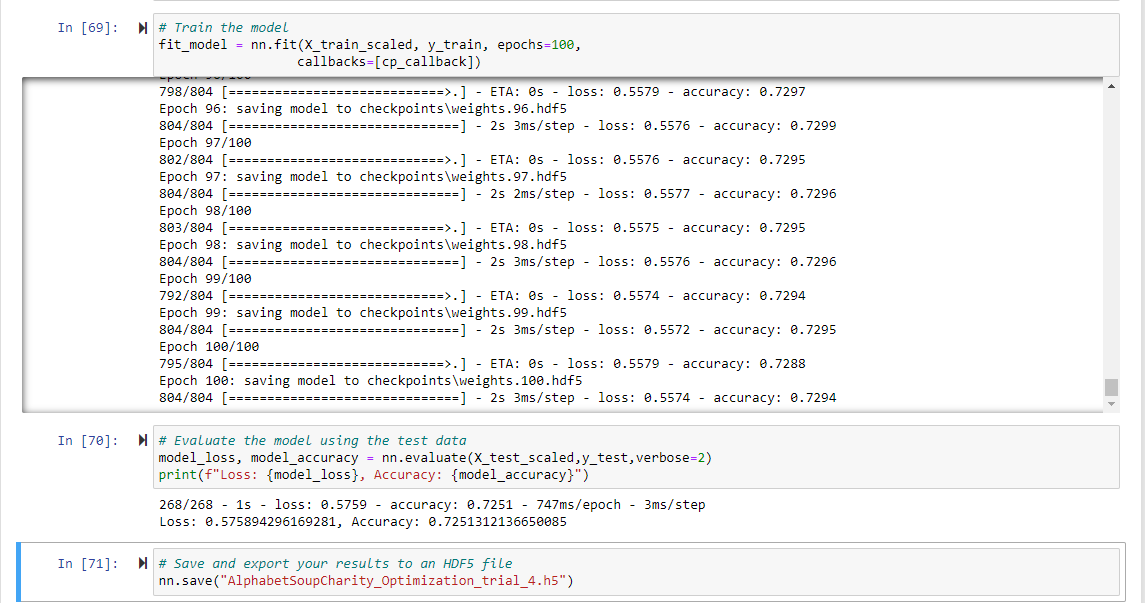 In [69]:
# Train the model
fit_model = nn.fit(X_train_scaled, y_train, epochs=100,
callbacks=[cp_callback])
798/804 [============================>.] - ETA: 0s - loss: 0.5579 - accuracy: 0.7297
Epoch 96: saving model to checkpoints\weights.96.hdf5
804/804 [==============================] - 2s 3ms/step - loss: 0.5576 - accuracy: 0.7299
Epoch 97/100
802/804 [============================>.] - ETA: 0s - loss: 0.5576 - accuracy: 0.7295
Epoch 97: saving model to checkpoints\weights.97.hdf5
804/804 [==============================] - 2s 2ms/step - loss: 0.5577 - accuracy: 0.7296
Epoch 98/100
803/804 [============================>.] - ETA: 0s - loss: 0.5575 - accuracy: 0.7295
Epoch 98: saving model to checkpoints\weights.98.hdf5
804/804 [==============================] - 2s 3ms/step - loss: 0.5576 - accuracy: 0.7296
Epoch 99/100
792/804 [============================>.] - ETA: 0s - loss: 0.5574 - accuracy: 0.7294
Epoch 99: saving model to checkpoints\weights.99.hdf5
804/804 [==============================] - 2s 3ms/step - loss: 0.5572 - accuracy: 0.7295
Epoch 100/100
795/804 [============================>.] - ETA: 0s - loss: 0.5579 - accuracy: 0.7288
Epoch 100: saving model to checkpoints\weights.100.hdf5
804/804 [==============================] - 2s 3ms/step - loss: 0.5574 - accuracy: 0.7294
In [70]:
# Evaluate the model using the test data
model_loss, model_accuracy = nn.evaluate(X_test_scaled,y_test,verbose=2)
print(f"Loss: {model_loss}, Accuracy: {model_accuracy}")
268/268 - 1s - loss: 0.5759 - accuracy: 0.7251 - 747ms/epoch - 3ms/step
Loss: 0.575894296169281, Accuracy: 0.7251312136650085
In [71]:
# Save and export your results to an HDF5 file
nn.save("AlphabetSoupCharity_Optimization_trial_4.h5")